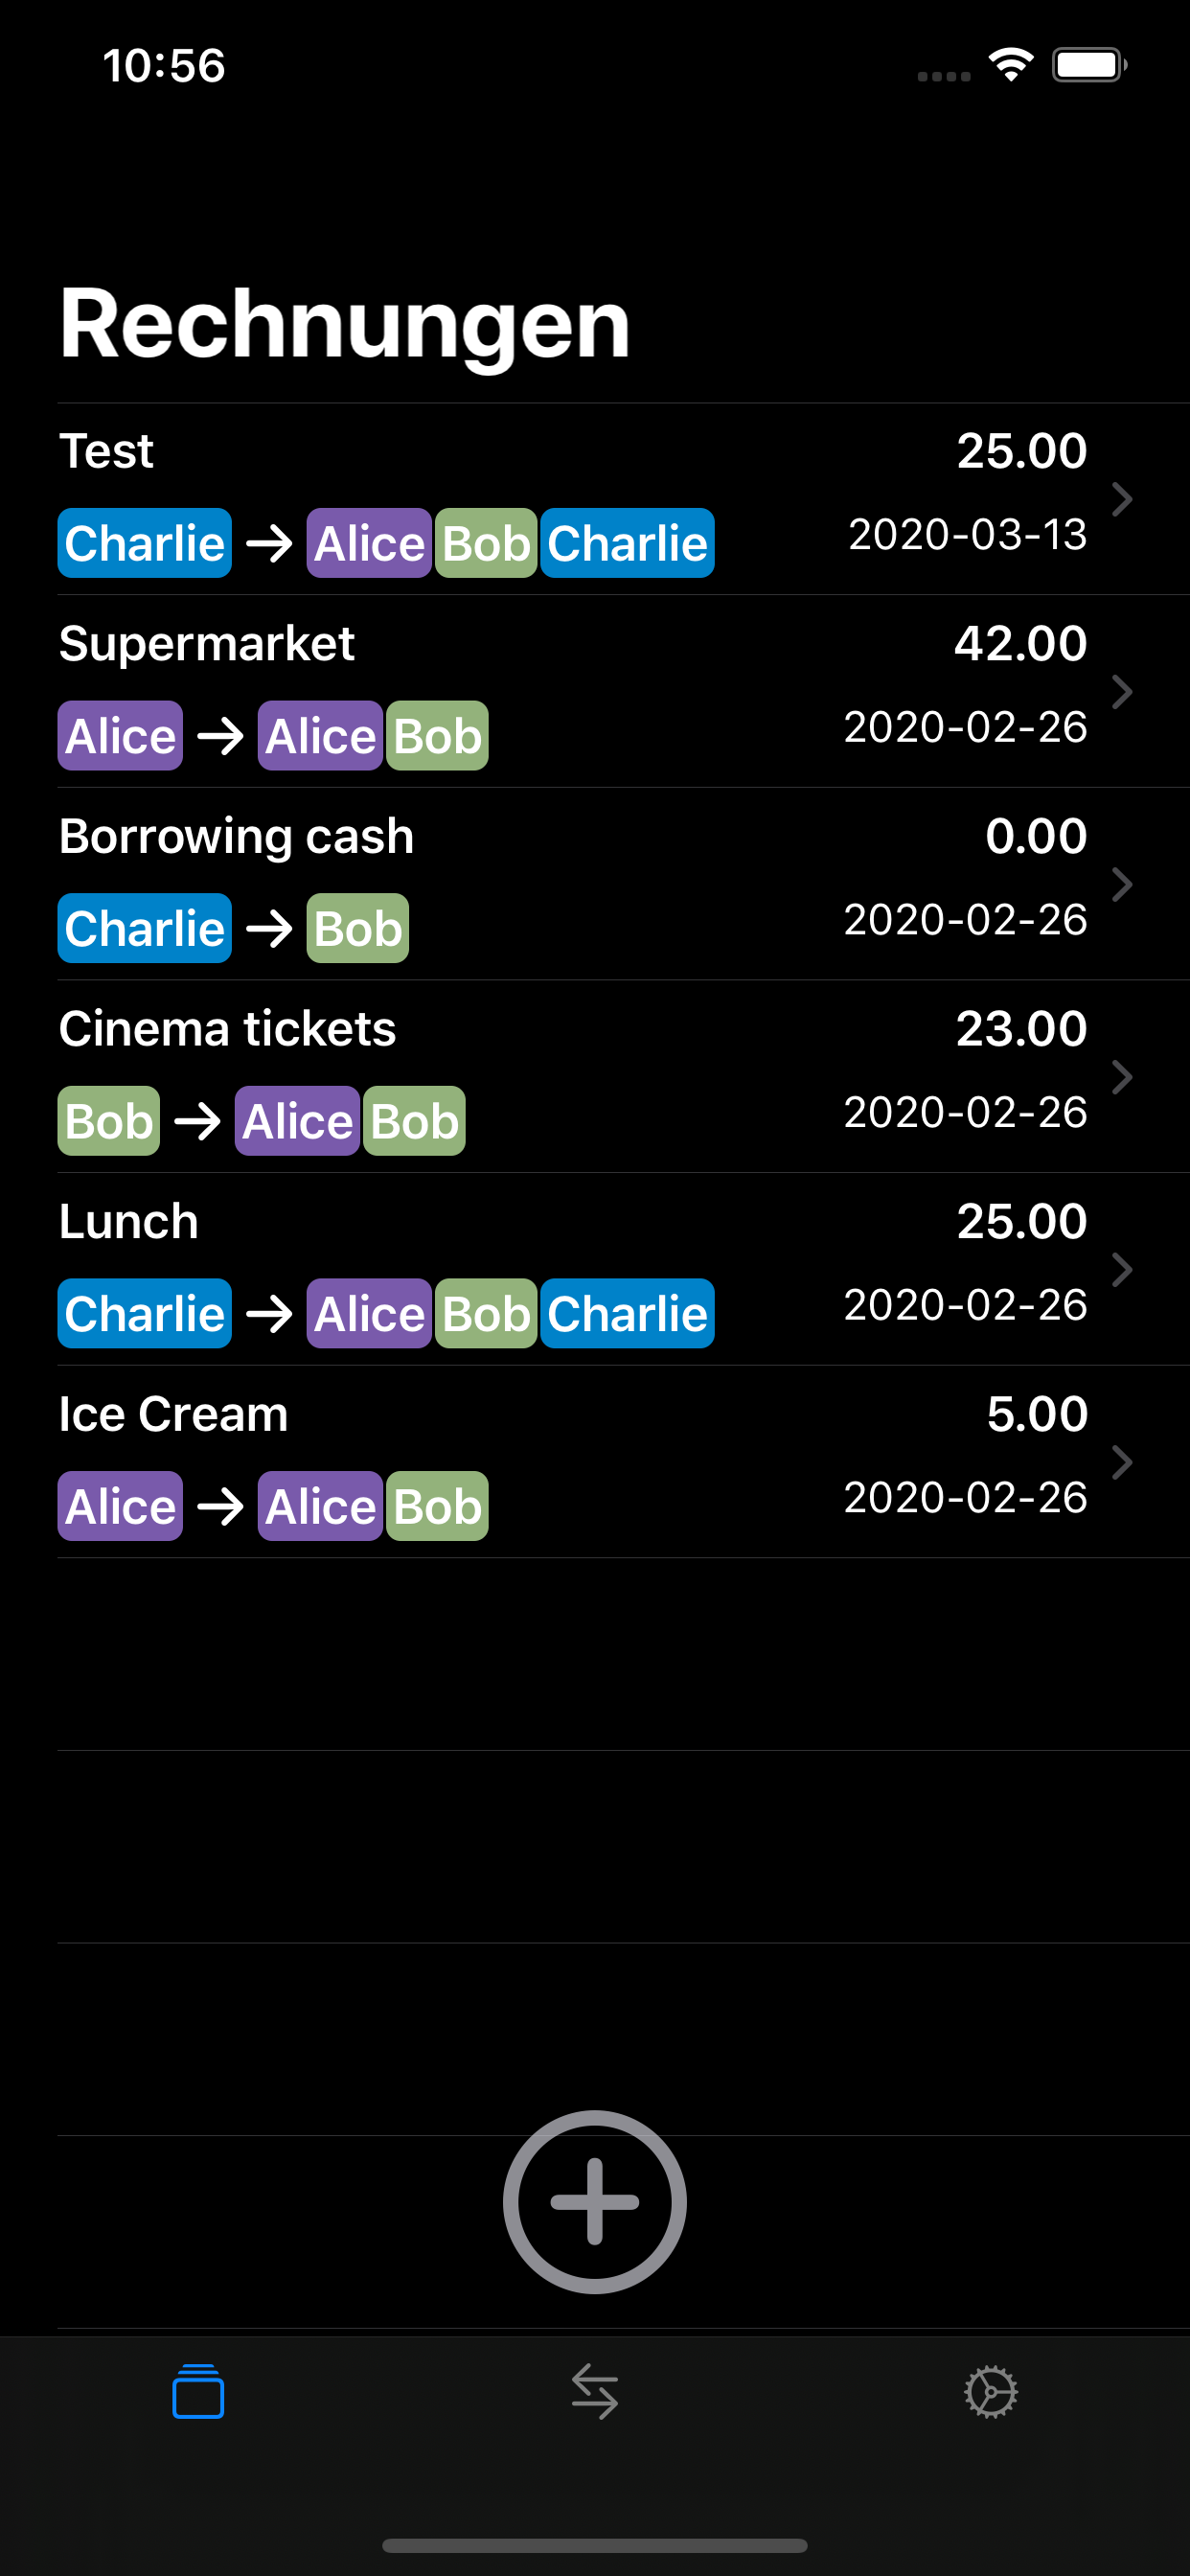 10:56
Rechnungen
Test 25.00
Charlie → Alice Bob Charlie 2020-03-13
Supermarket 42.00
Alice → Alice Bob 2020-02-26
Borrowing cash 0.00
Charlie → Bob 2020-02-26
Cinema tickets 23.00
Bob → Alice Bob 2020-02-26
Lunch 25.00
Charlie → Alice Bob Charlie 2020-02-26
Ice Cream 5.00
Alice → Alice Bob 2020-02-26